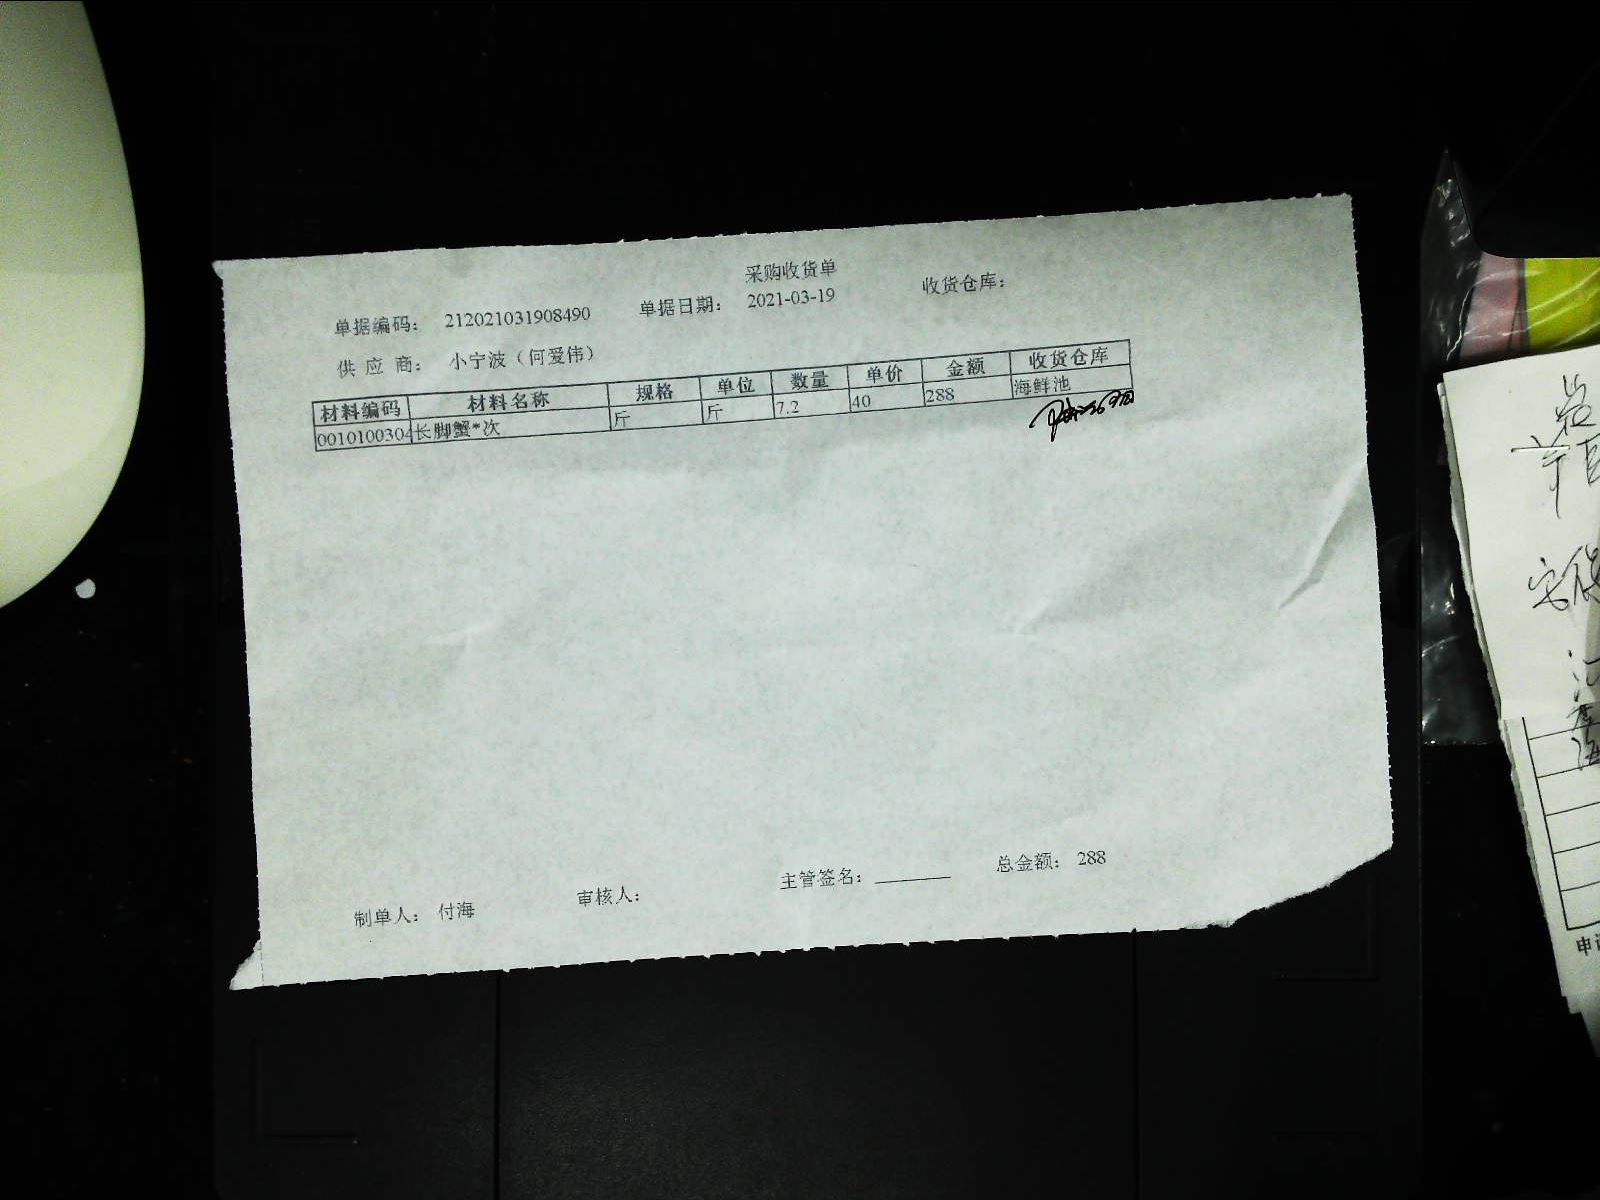 采购收货单
单据编码： 212021031908490 单据日期： 2021-03-19 收货仓库：
供 应 商： 小宁波（何爱伟）
材料编码 材料名称 规格 单位 数量 单价 金额 收货仓库
0010100304 长脚蟹*次 斤 斤 7.2 40 288 海鲜池
制单人： 付海 审核人： 主管签名： 总金额： 288
安保
海